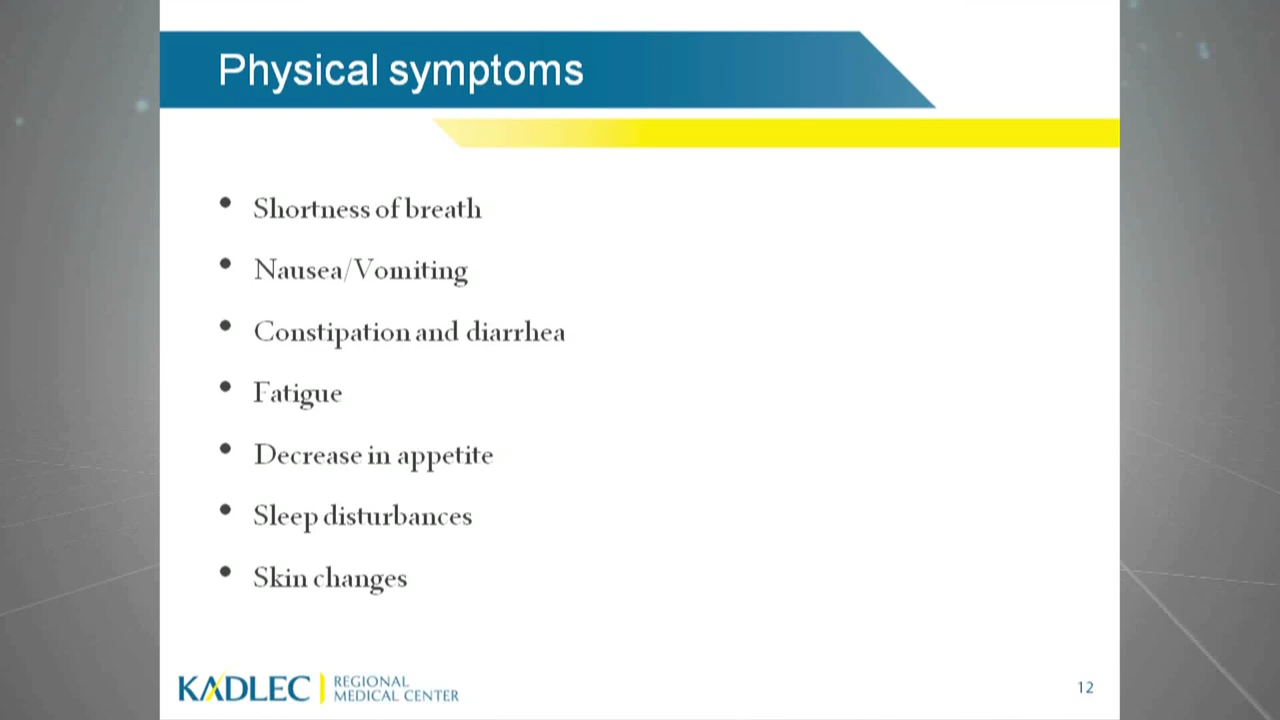 Physical symptoms
• Shortness of breath
• Nausea/Vomiting
• Constipation and diarrhea
• Fatigue
• Decrease in appetite
• Sleep disturbances
• Skin changes
KADLEC REGIONAL
MEDICAL CENTER
12